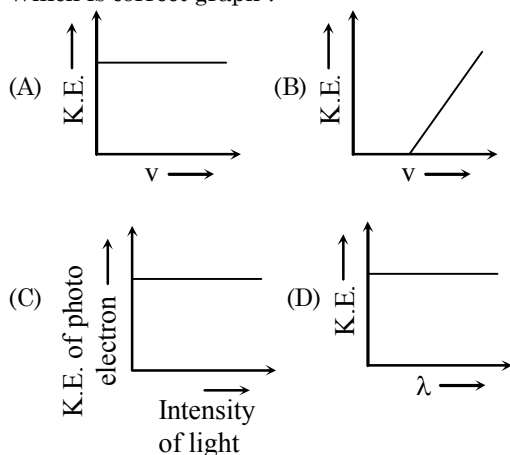 Which is correct graph :
(A) K.E. v
(B) K.E. v
(C) K.E. of photo electron Intensity of light
(D) K.E. λ